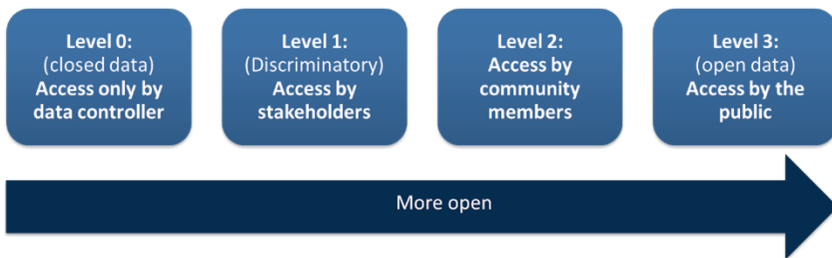 Level 0:
(closed data)
Access only by
data controller
Level 1:
(Discriminatory)
Access by
stakeholders
Level 2:
Access by
community
members
Level 3:
(open data)
Access by the
public
More open